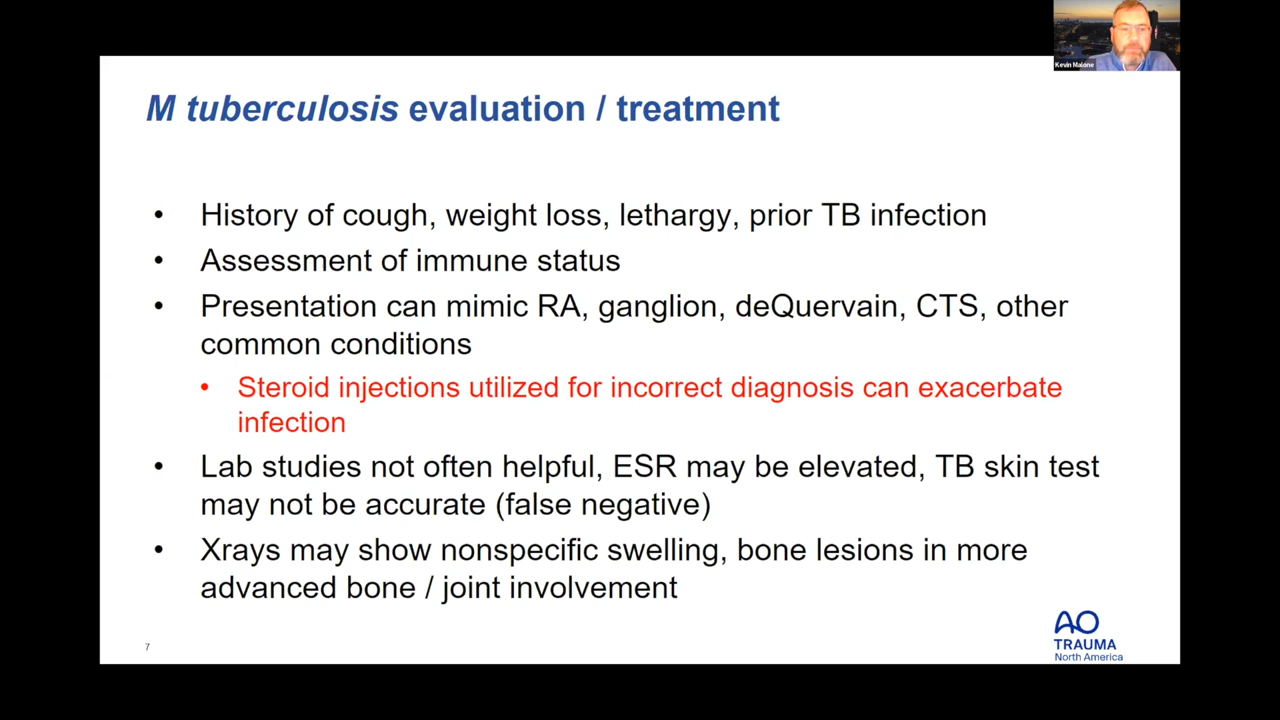 Kevin Malone
M tuberculosis evaluation / treatment
• History of cough, weight loss, lethargy, prior TB infection
• Assessment of immune status
• Presentation can mimic RA, ganglion, deQuervain, CTS, other
common conditions
• Steroid injections utilized for incorrect diagnosis can exacerbate
infection
• Lab studies not often helpful, ESR may be elevated, TB skin test
may not be accurate (false negative)
• Xrays may show nonspecific swelling, bone lesions in more
advanced bone / joint involvement
7
AO
TRAUMA
North America